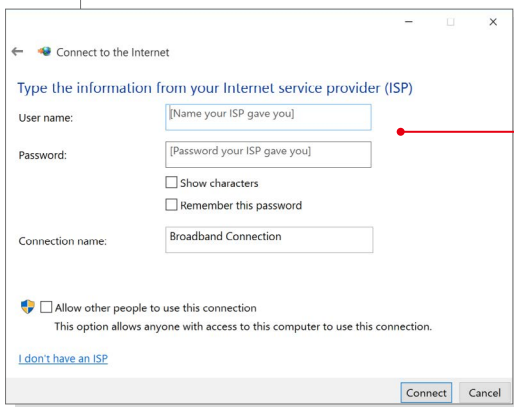 Connect to the Internet
Type the information from your Internet service provider (ISP)
User name:
[Name your ISP gave you]
Password:
[Password your ISP gave you]
Show characters
Remember this password
Connection name:
Broadband Connection
Allow other people to use this connection
This option allows anyone with access to this computer to use this connection.
I don't have an ISP
Connect
Cancel